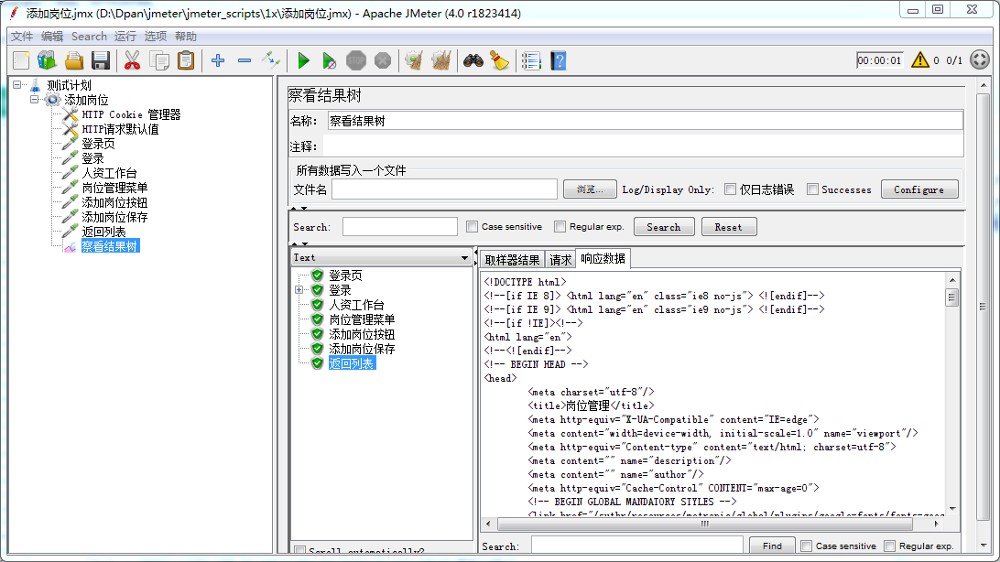 添加岗位.jmx (D:\Dpan\jmeter\jmeter_scripts\1x\添加岗位.jmx) - Apache JMeter (4.0 r1823414)
文件 编辑 Search 运行 选项 帮助
00:00:01 0 0/1
测试计划
添加岗位
HTTP Cookie 管理器
HTTP请求默认值
登录页
登录
人资工作台
岗位管理菜单
添加岗位按钮
添加岗位保存
返回列表
察看结果树
察看结果树
名称： 察看结果树
注释：
所有数据写入一个文件
文件名 浏览... Log/Display Only: 仅日志错误 Successes Configure
Search: Case sensitive Regular exp. Search Reset
Text
登录页
登录
人资工作台
岗位管理菜单
添加岗位按钮
添加岗位保存
返回列表
Scroll automatically?
取样器结果 请求 响应数据
<!DOCTYPE html>
<!--[if IE 8]> <html lang="en" class="ie8 no-js"> <![endif]-->
<!--[if IE 9]> <html lang="en" class="ie9 no-js"> <![endif]-->
<!--[if !IE]><!-->
<html lang="en">
<!--<![endif]-->
<!-- BEGIN HEAD -->
<head>
<meta charset="utf-8"/>
<title>岗位管理</title>
<meta http-equiv="X-UA-Compatible" content="IE=edge">
<meta content="width=device-width, initial-scale=1.0" name="viewport"/>
<meta http-equiv="Content-type" content="text/html; charset=utf-8">
<meta content="" name="description"/>
<meta content="" name="author"/>
<meta http-equiv="Cache-Control" CONTENT="max-age=0">
<!-- BEGIN GLOBAL MANDATORY STYLES -->
Search: Find Case sensitive Regular exp.